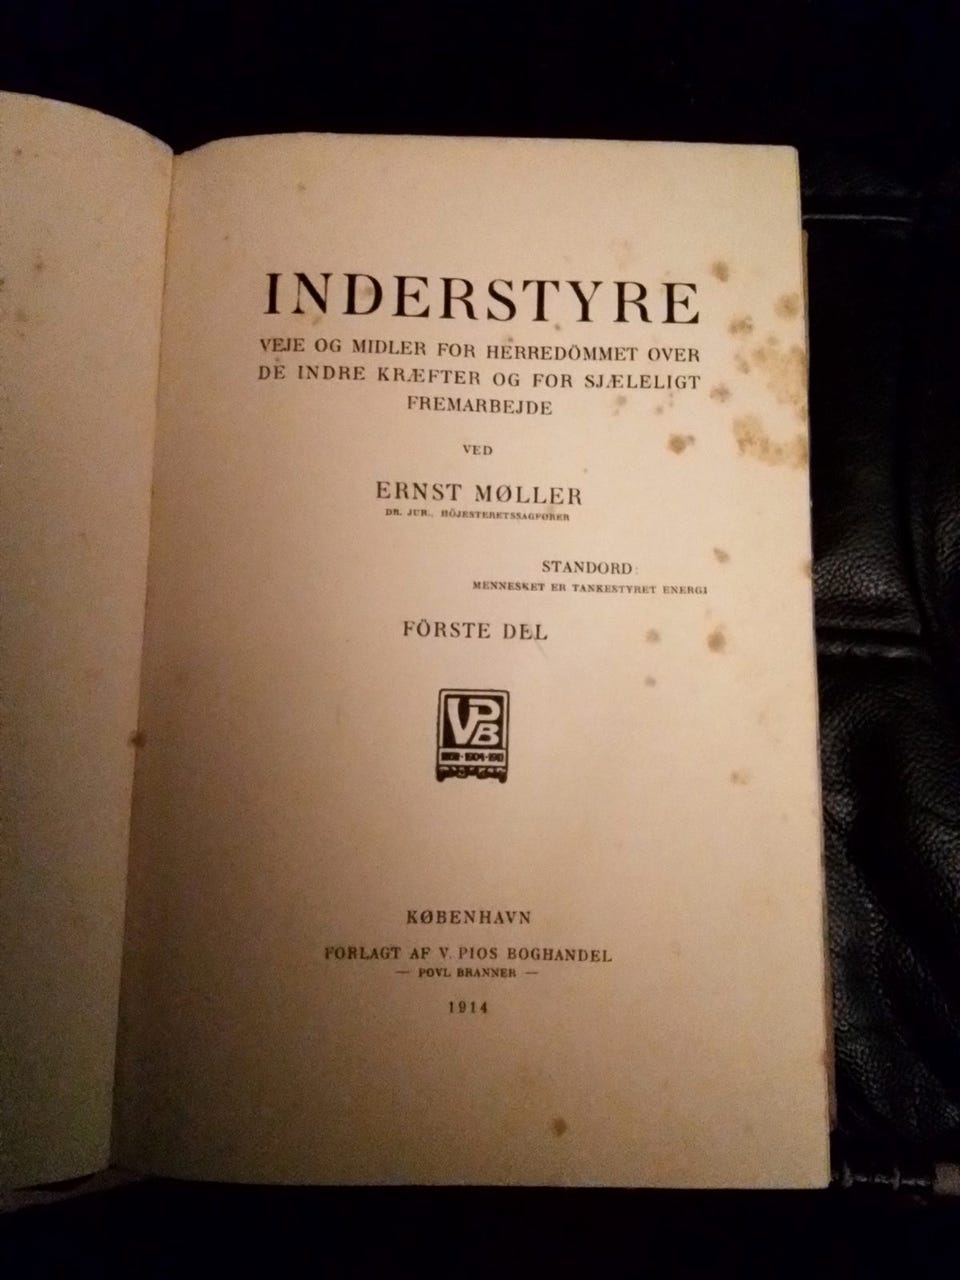 INDERSTYRE
VEJE OG MIDLER FOR HERREDÖMMET OVER
DE INDRE KRÆFTER OG FOR SJÆLELIGT
FREMARBEJDE
VED
ERNST MØLLER
DR. JUR., HÖJESTERETSSAGFØRER
STANDORD:
MENNESKET ER TANKESTYRET ENERGI
FÖRSTE DEL
VPB
KØBENHAVN
FORLAGT AF V. PIOS BOGHANDEL
— POVL BRANNER —
1914